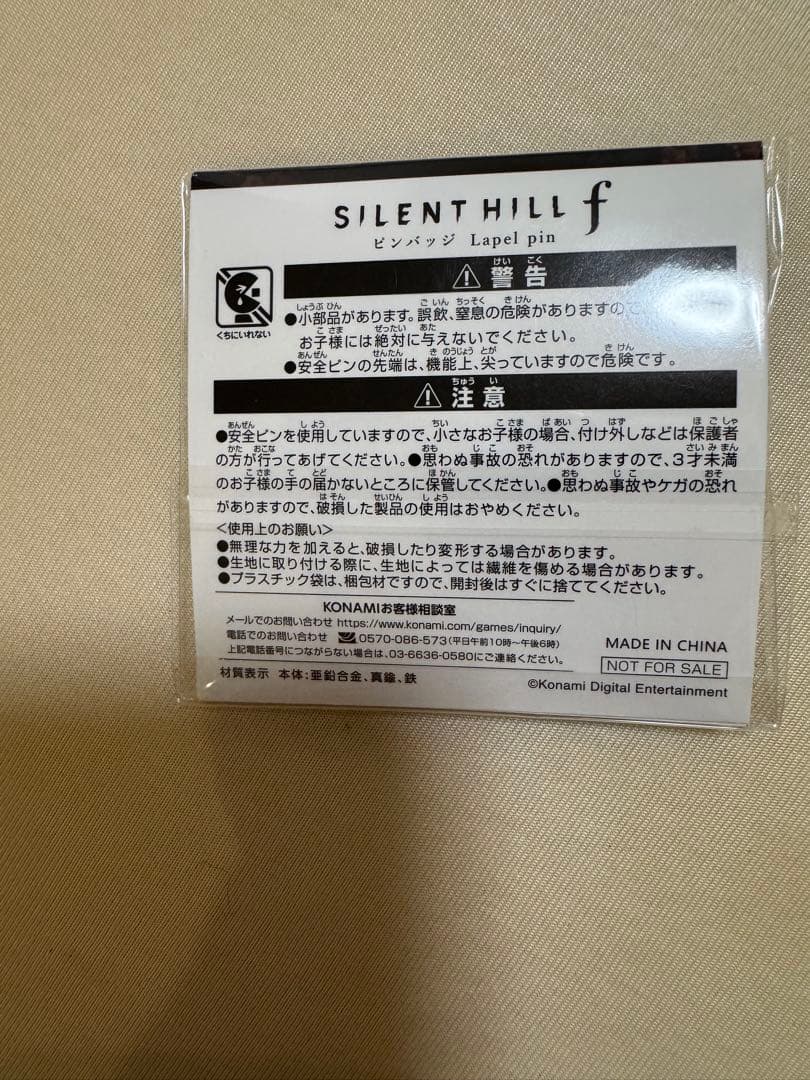 SILENT HILL f
ピンバッジ Lapel pin
⚠警告
くちにいれない
●小部品があります。誤飲、窒息の危険がありますので
お子様には絶対に与えないでください。
●安全ピンの先端は、機能上、尖っていますので危険です。
⚠注意
●安全ピンを使用していますので、小さなお子様の場合、付け外しなどは保護者
の方が行ってあげてください。●思わぬ事故の恐れがありますので、3才未満
のお子様の手の届かないところに保管してください。●思わぬ事故やケガの恐れ
がありますので、破損した製品の使用はおやめください。
<使用上のお願い>
●無理な力を加えると、破損したり変形する場合があります。
●生地に取り付ける際に、生地によっては繊維を傷める場合があります。
●プラスチック袋は、梱包材ですので、開封後はすぐに捨ててください。
KONAMIお客様相談室
メールでのお問い合わせ https://www.konami.com/games/inquiry/
電話でのお問い合わせ 0570-086-573(平日午前10時~午後6時)
上記電話番号につながらない場合は、03-6636-0580にご連絡ください。
材質表示 本体:亜鉛合金、真鍮、鉄
MADE IN CHINA
NOT FOR SALE
©Konami Digital Entertainment